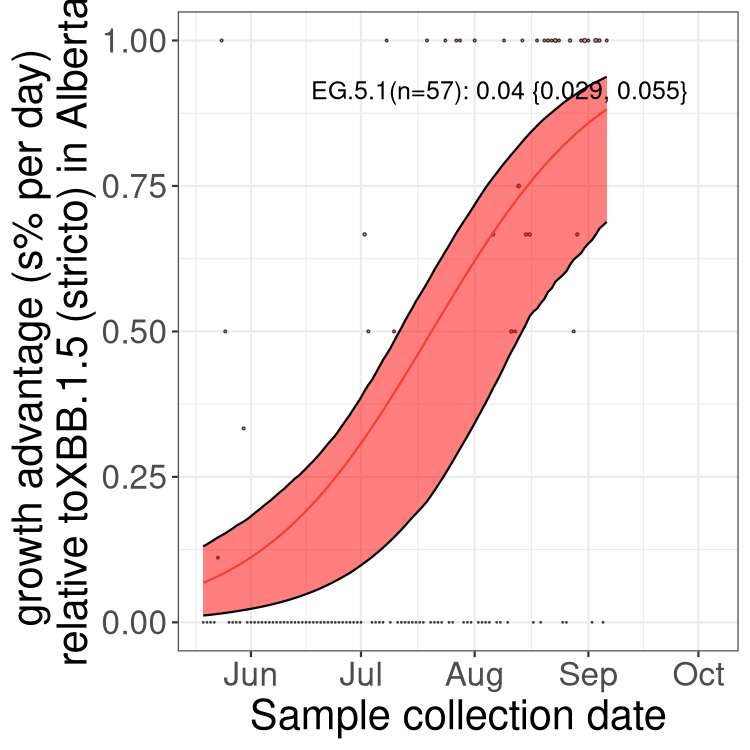 growth advantage (s% per day)
relative toXBB.1.5 (stricto) in Alberta
1.00
0.75
0.50
0.25
0.00
EG.5.1(n=57): 0.04 {0.029, 0.055}
Jun Jul Aug Sep Oct
Sample collection date